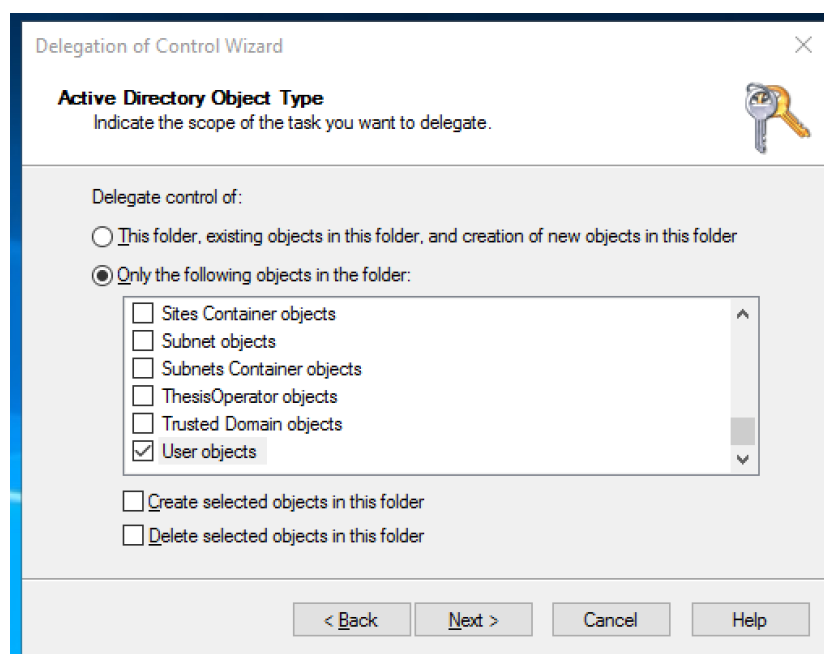 Delegation of Control Wizard
Active Directory Object Type
Indicate the scope of the task you want to delegate.
Delegate control of:
This folder, existing objects in this folder, and creation of new objects in this folder
Only the following objects in the folder:
Sites Container objects
Subnet objects
Subnets Container objects
ThesisOperator objects
Trusted Domain objects
User objects
Create selected objects in this folder
Delete selected objects in this folder
< Back Next > Cancel Help